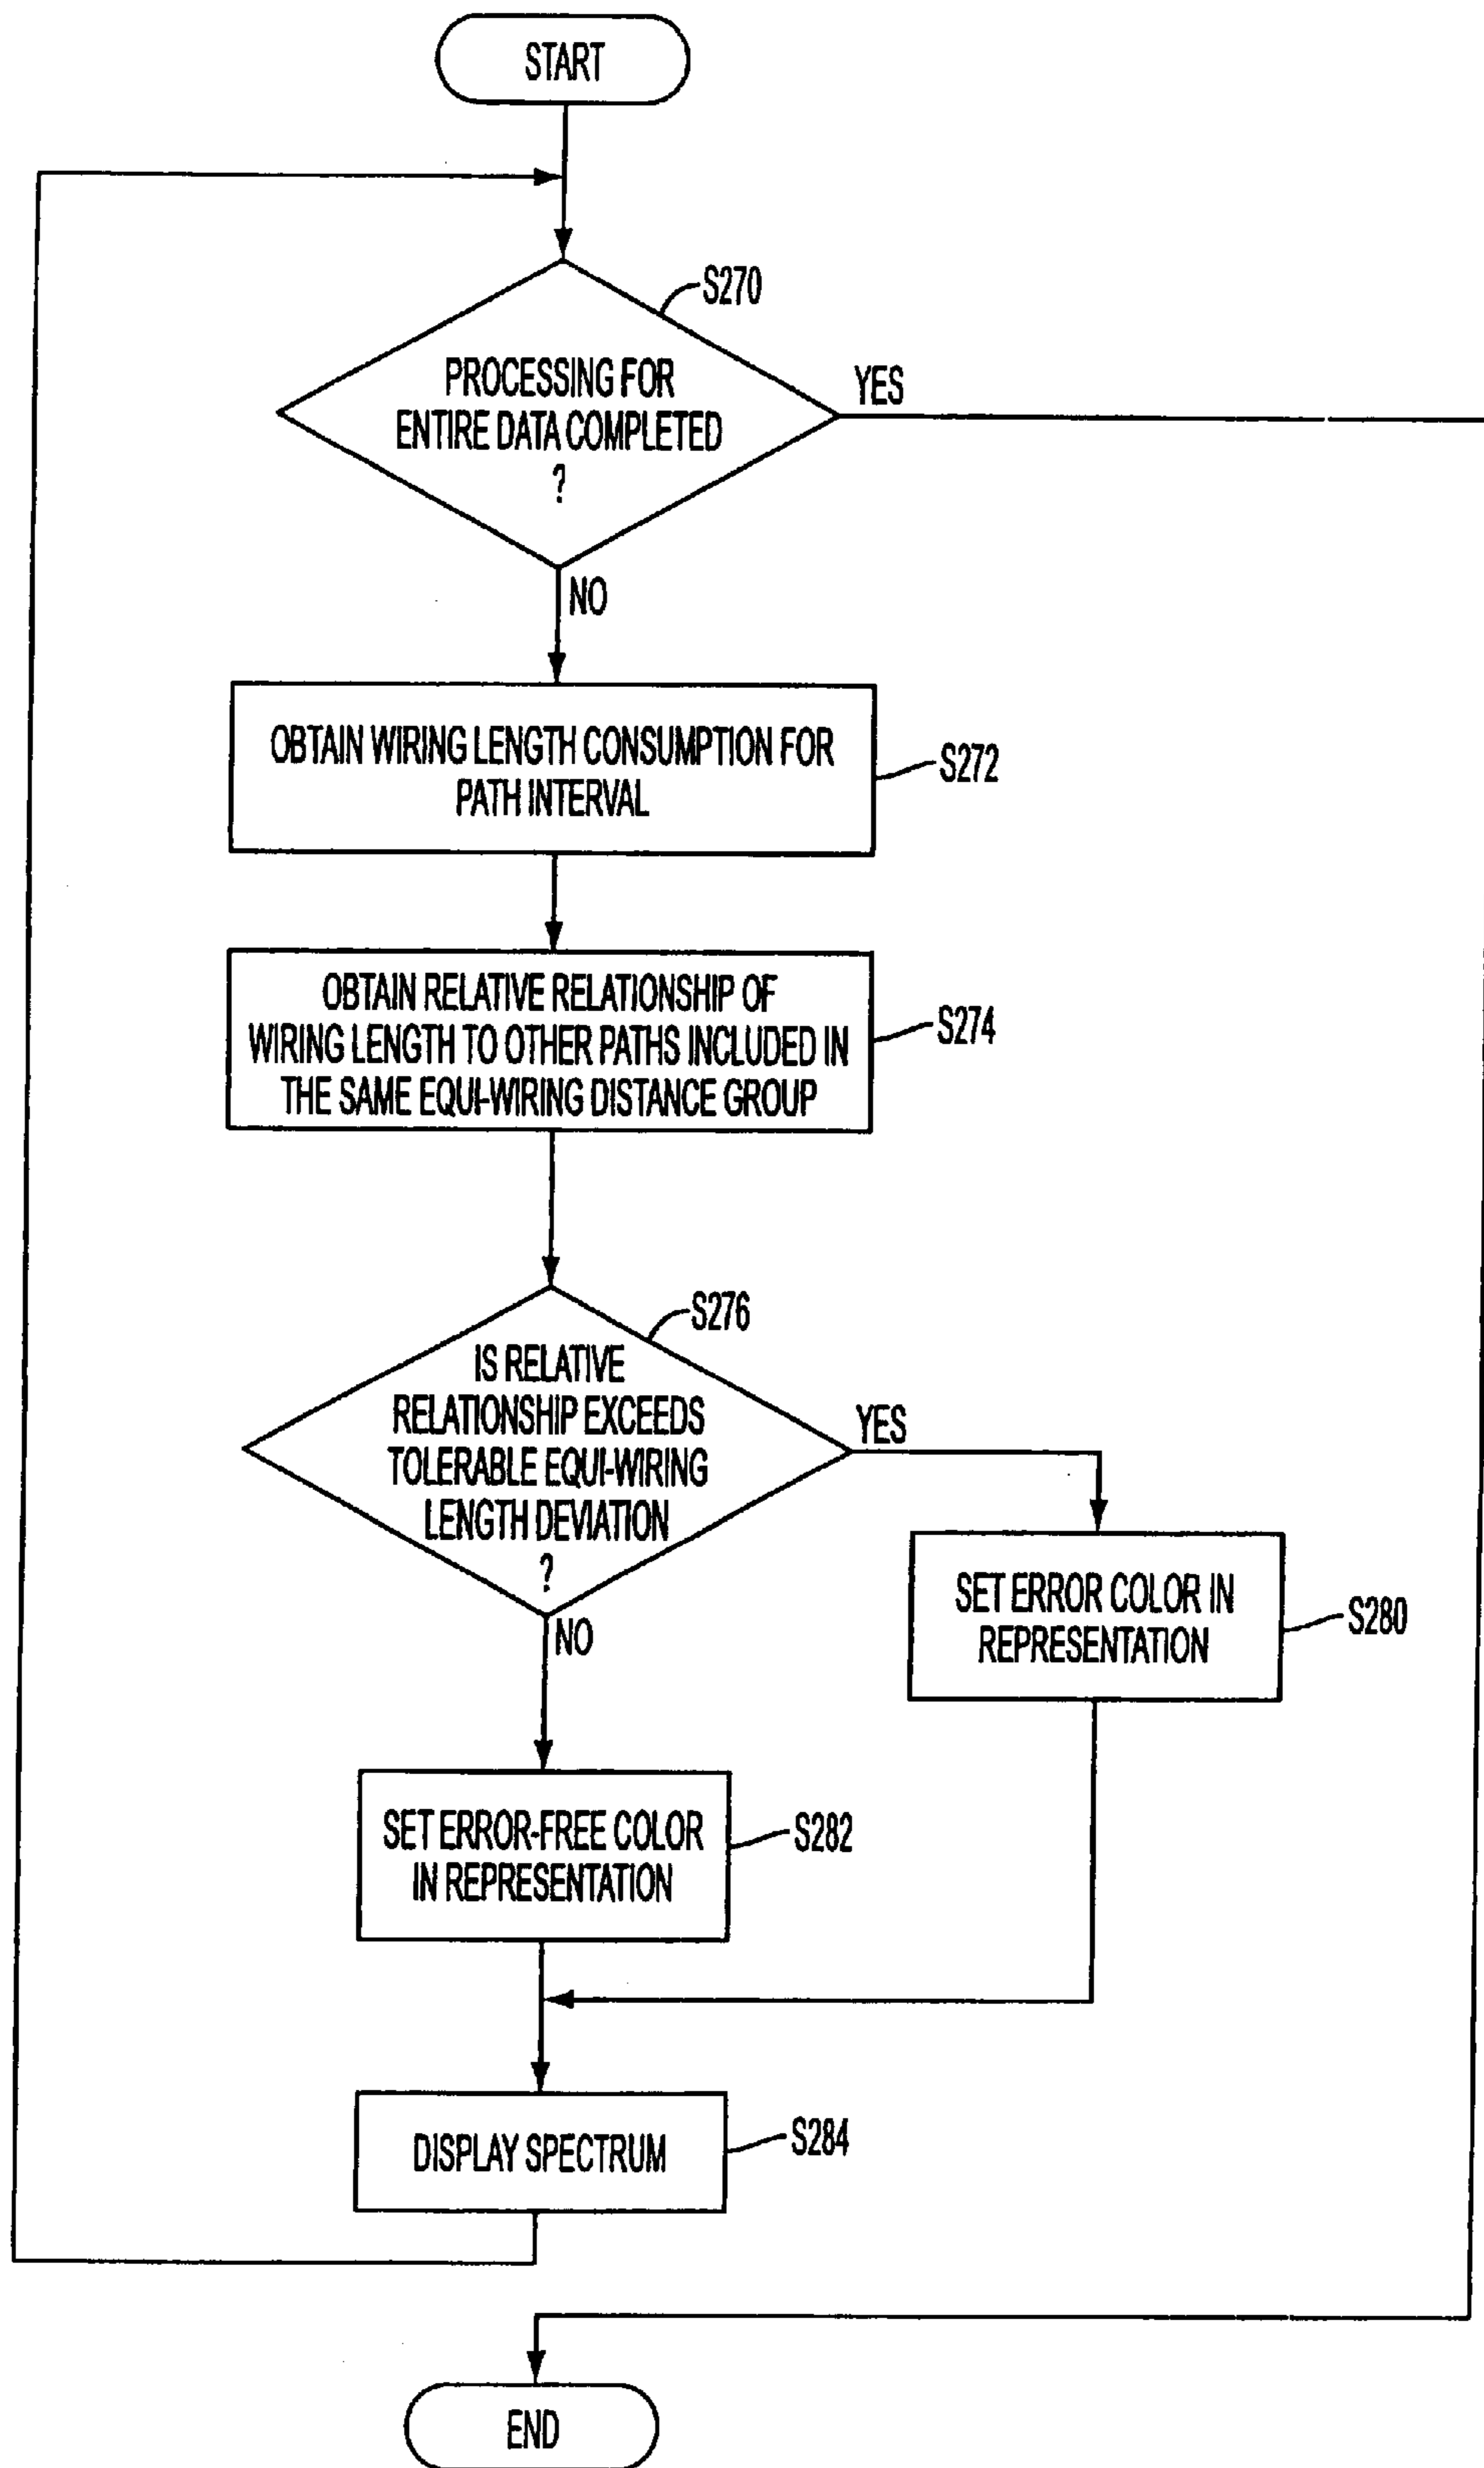 START
S270
PROCESSING FOR
ENTIRE DATA COMPLETED
?
YES
NO
OBTAIN WIRING LENGTH CONSUMPTION FOR
PATH INTERVAL
S272
OBTAIN RELATIVE RELATIONSHIP OF
WIRING LENGTH TO OTHER PATHS INCLUDED IN
THE SAME EQUI-WIRING DISTANCE GROUP
S274
S276
IS RELATIVE
RELATIONSHIP EXCEEDS
TOLERABLE EQUI-WIRING
LENGTH DEVIATION
?
YES
NO
SET ERROR COLOR IN
REPRESENTATION
S280
SET ERROR-FREE COLOR
IN REPRESENTATION
S282
DISPLAY SPECTRUM
S284
END